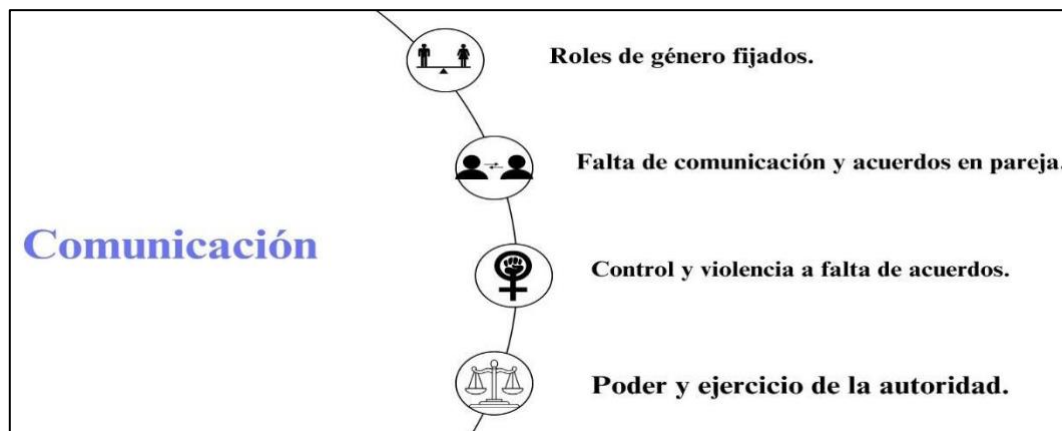 Roles de género fijados.
Falta de comunicación y acuerdos en pareja.
Comunicación
Control y violencia a falta de acuerdos.
Poder y ejercicio de la autoridad.